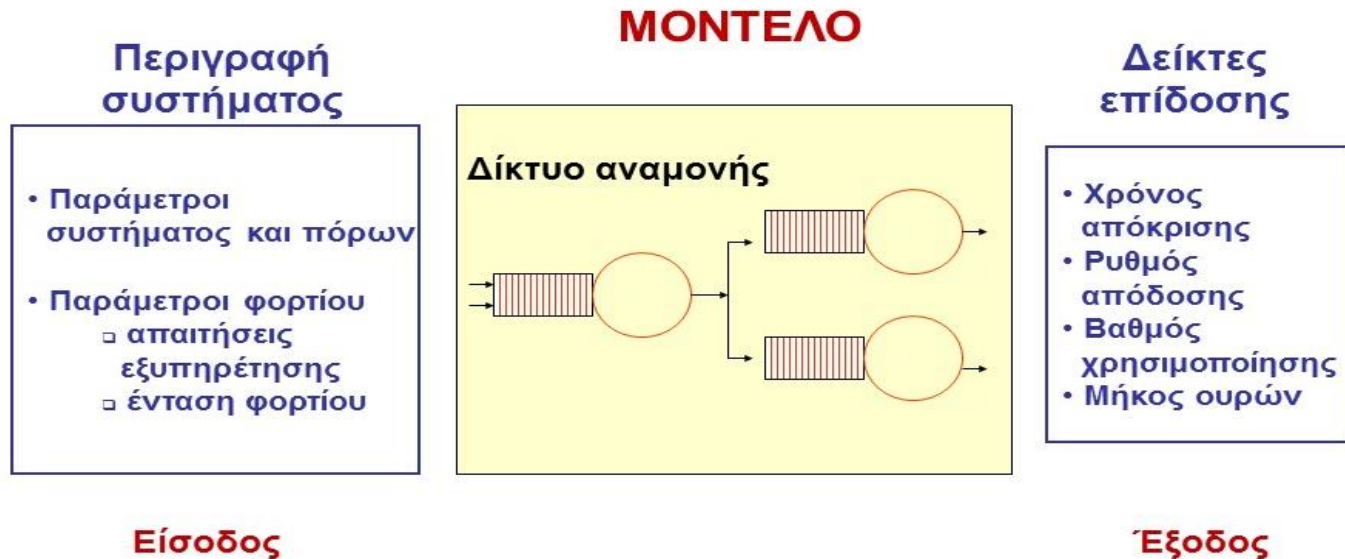 ΜΟΝΤΕΛΟ
Περιγραφή
συστήματος
• Παράμετροι
συστήματος και πόρων
• Παράμετροι φορτίου
❑ απαιτήσεις
εξυπηρέτησης
❑ ένταση φορτίου
Είσοδος
Δίκτυο αναμονής
Δείκτες
επίδοσης
• Χρόνος
απόκρισης
• Ρυθμός
απόδοσης
• Βαθμός
χρησιμοποίησης
• Μήκος ουρών
Έξοδος